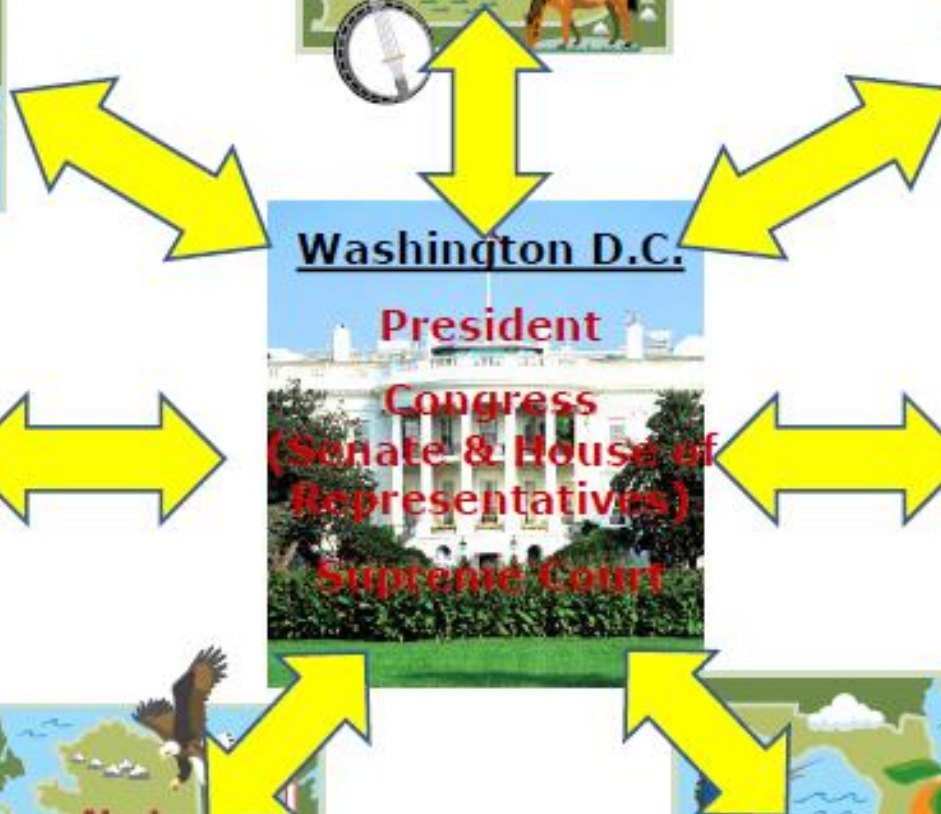 Washington D.C.
President
Congress
(Senate & House of
Representatives)
Supreme Court